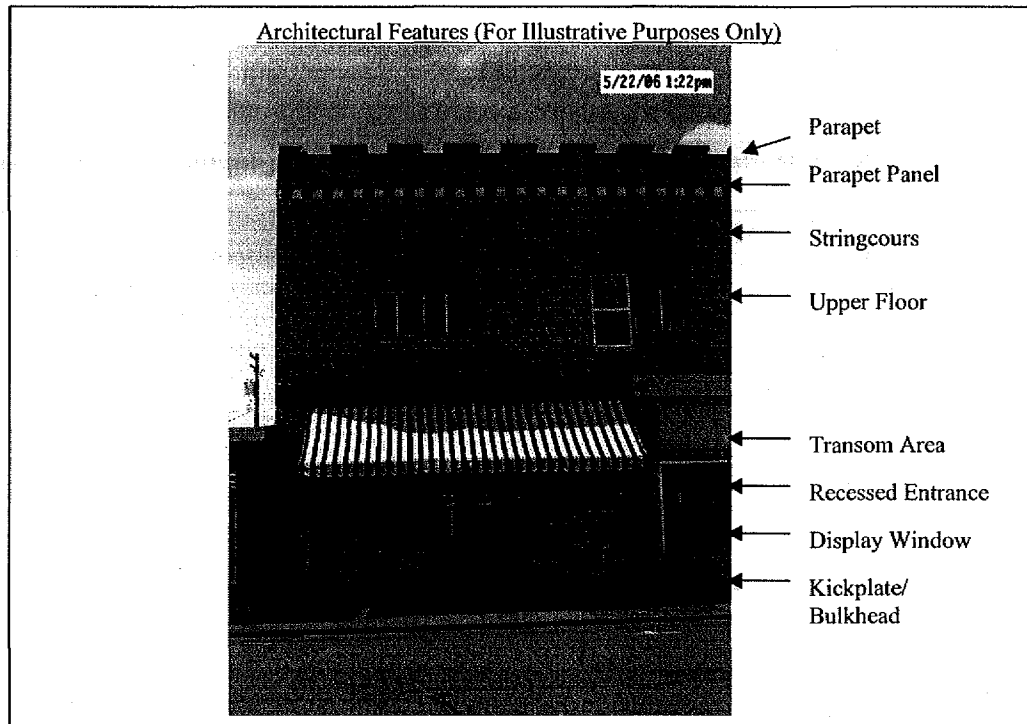 Architectural Features (For Illustrative Purposes Only)
5/22/06 1:22pm
Parapet
Parapet Panel
Stringcours
Upper Floor
Transom Area
Recessed Entrance
Display Window
Kickplate/
Bulkhead